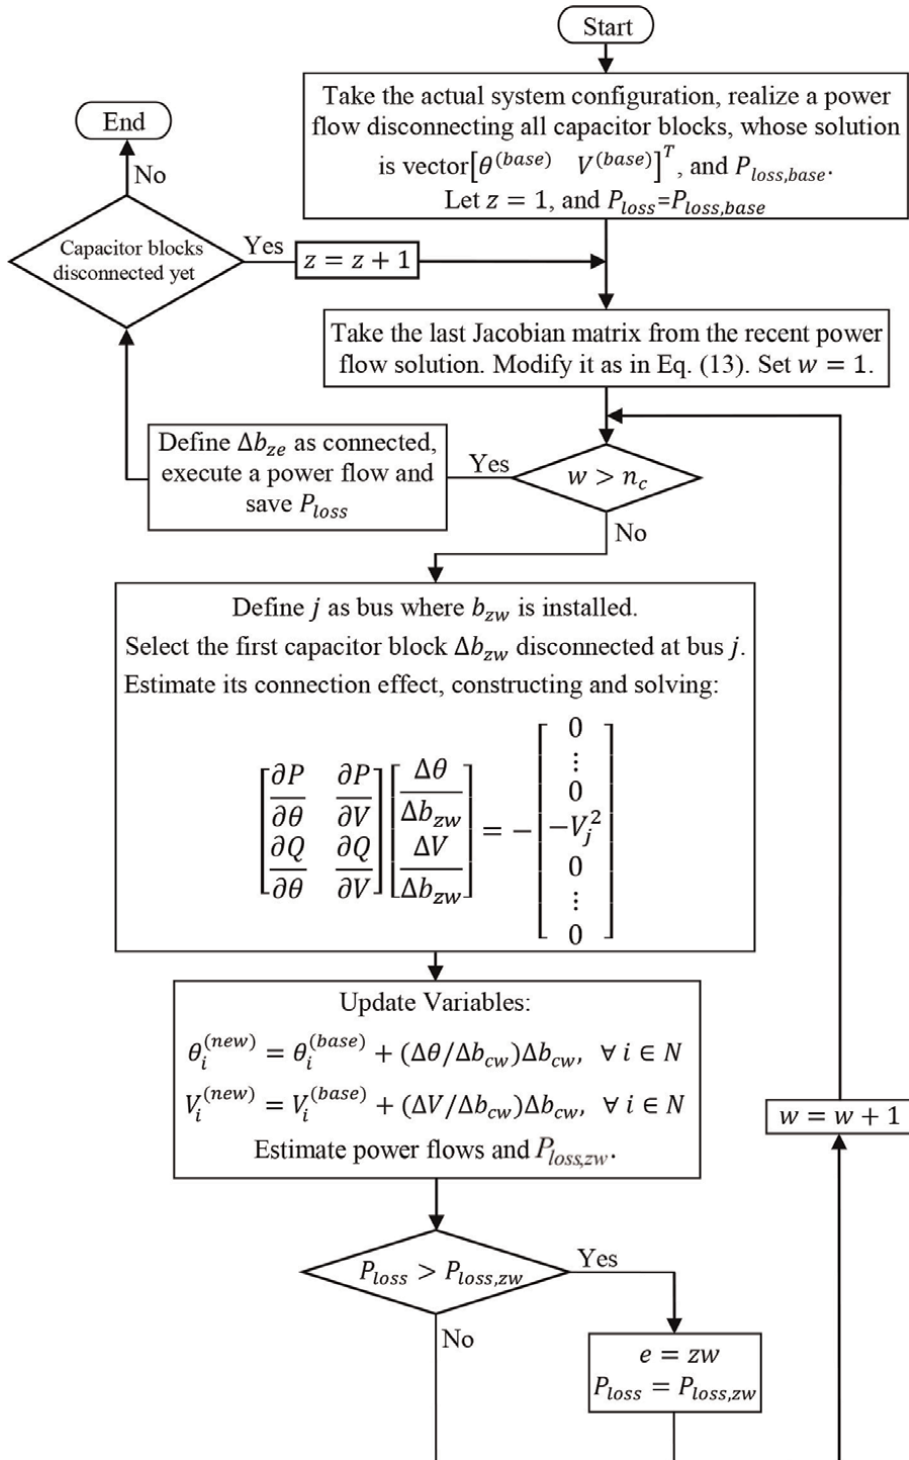 Start
Take the actual system configuration, realize a power
flow disconnecting all capacitor blocks, whose solution
is vector[θ^(base) V^(base)]^T, and P_loss,base.
Let z = 1, and P_loss=P_loss,base
End
No
Capacitor blocks
disconnected yet
Yes
z = z + 1
Take the last Jacobian matrix from the recent power
flow solution. Modify it as in Eq. (13). Set w = 1.
Define Δb_ze as connected,
execute a power flow and
save P_loss
Yes
w > n_c
No
Define j as bus where b_zw is installed.
Select the first capacitor block Δb_zw disconnected at bus j.
Estimate its connection effect, constructing and solving:
[∂P/∂θ ∂P/∂V; ∂Q/∂θ ∂Q/∂V] [Δθ/Δb_zw; ΔV/Δb_zw] = − [0; ⋮; 0; −V_j^2; 0; ⋮; 0]
Update Variables:
θ_i^(new) = θ_i^(base) + (Δθ/Δb_cw)Δb_cw, ∀ i ∈ N
V_i^(new) = V_i^(base) + (ΔV/Δb_cw)Δb_cw, ∀ i ∈ N
Estimate power flows and P_loss,zw.
w = w + 1
P_loss > P_loss,zw
Yes
No
e = zw
P_loss = P_loss,zw